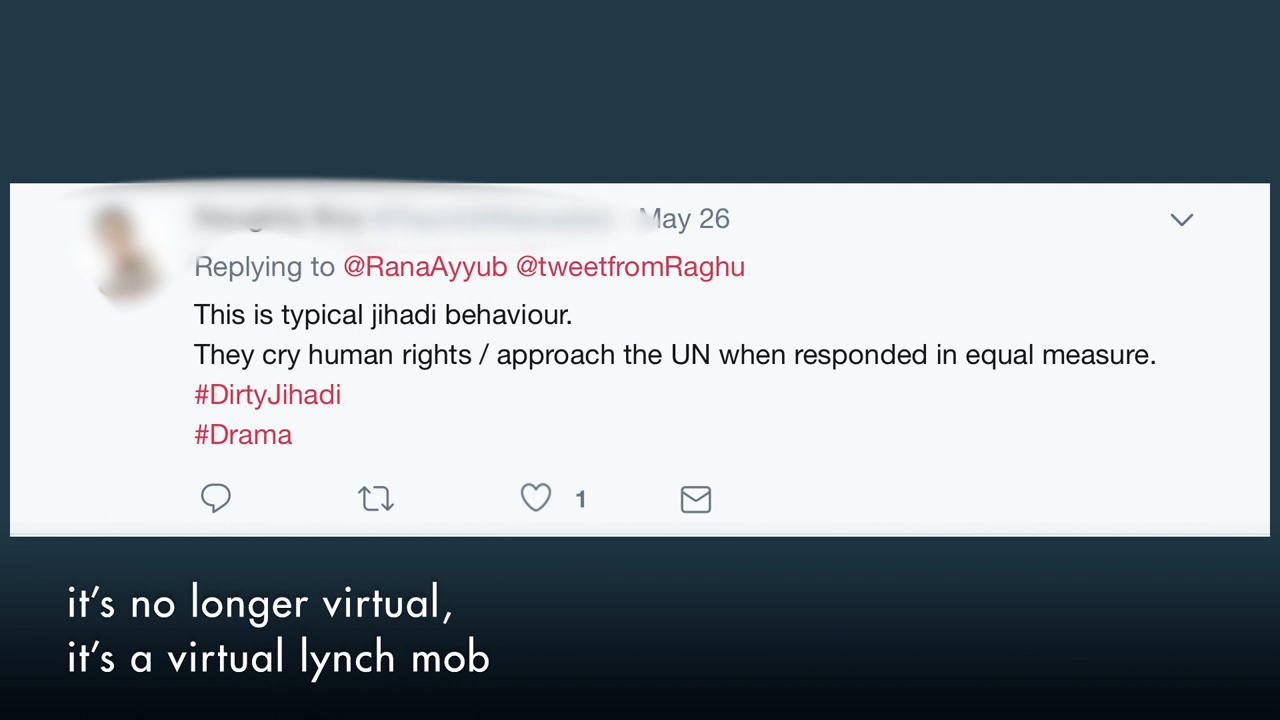 May 26
Replying to @RanaAyyub @tweetfromRaghu
This is typical jihadi behaviour.
They cry human rights / approach the UN when responded in equal measure.
#DirtyJihadi
#Drama
1
it's no longer virtual,
it's a virtual lynch mob